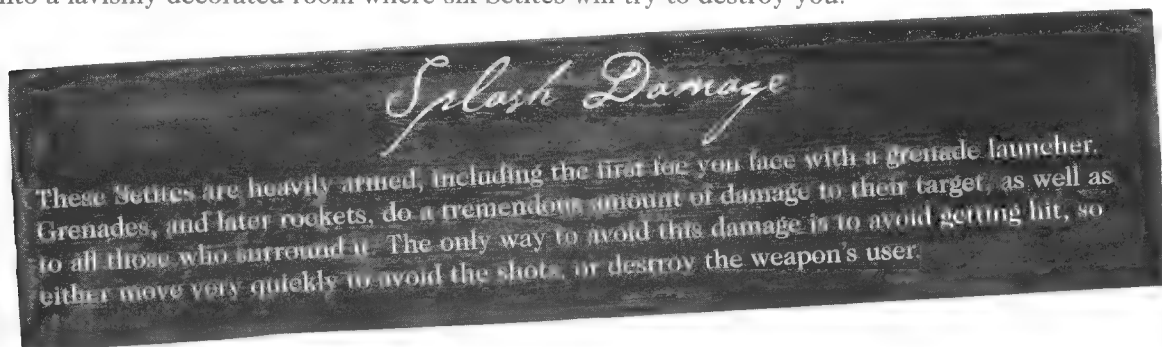 into a lavishly decorated room where six Setites will try to destroy you.
Splash Damage
These Setites are heavily armed, including the first foe you face with a grenade launcher.
Grenades, and later rockets, do a tremendous amount of damage to their target, as well as
to all those who surround it. The only way to avoid this damage is to avoid getting hit, so
either move very quickly to avoid the shots, or destroy the weapon's user.